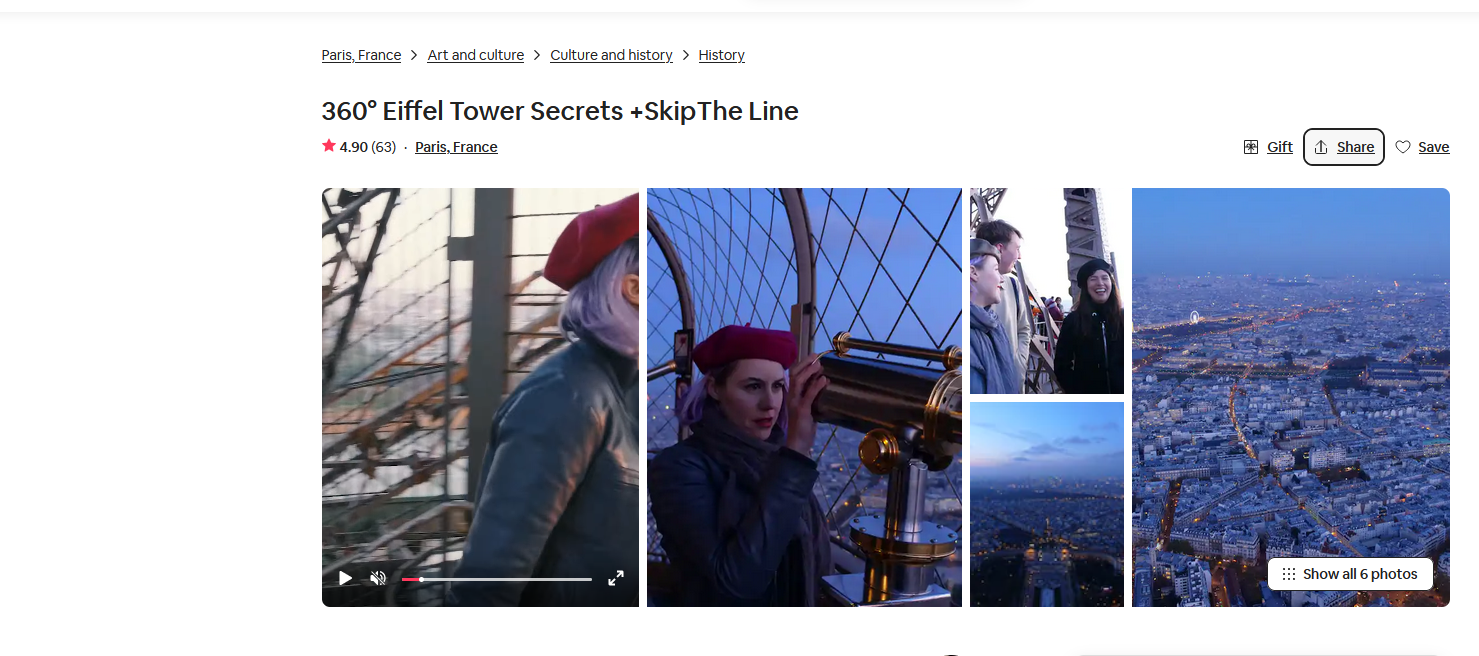 Paris, France > Art and culture > Culture and history > History
360° Eiffel Tower Secrets +SkipThe Line
4.90 (63) · Paris, France
Gift Share Save
Show all 6 photos